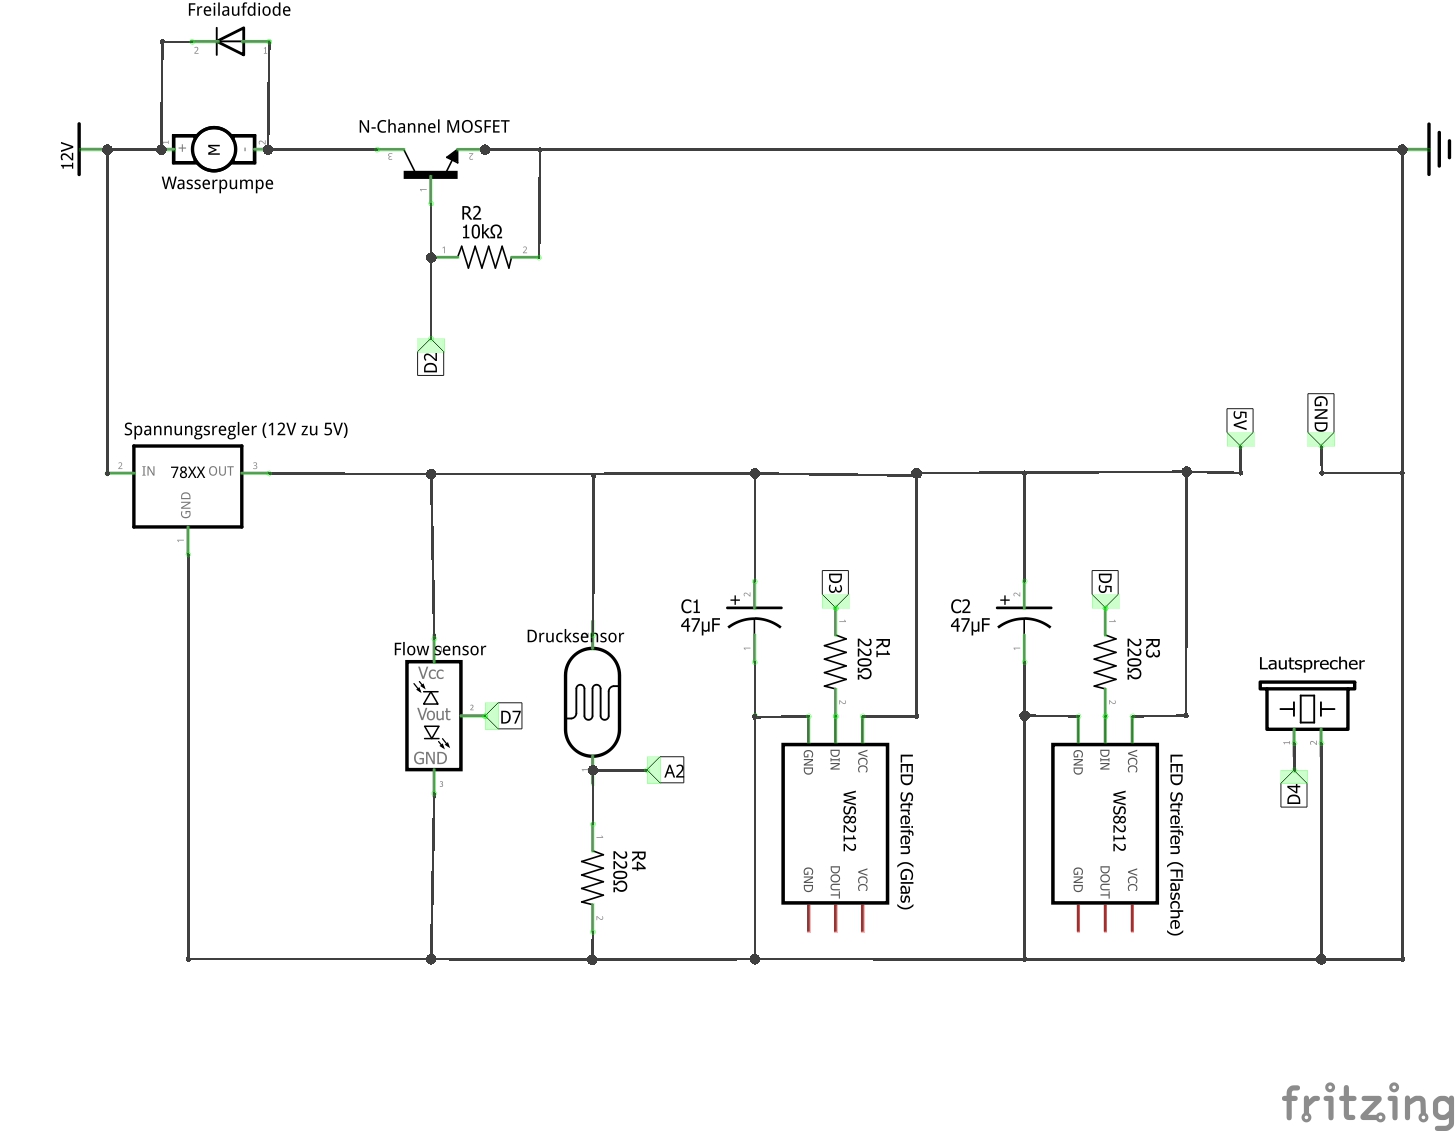 Freilaufdiode
2
1
N-Channel MOSFET
12V
1
+
M
-
2
3
2
Wasserpumpe
1
R2
10kΩ
1
2
D2
Spannungsregler (12V zu 5V)
5V
GND
2
IN
78XX
OUT
3
GND
1
Flow sensor
Vcc
Vout
GND
2
D7
3
Drucksensor
1
A2
1
R4
220Ω
2
C1
47µF
+
2
1
D3
1
R1
220Ω
2
GND
DIN
VCC
WS8212
GND
DOUT
VCC
LED Streifen (Glas)
C2
47µF
+
2
1
D5
1
R3
220Ω
2
GND
DIN
VCC
WS8212
GND
DOUT
VCC
LED Streifen (Flasche)
Lautsprecher
1
2
D4
fritzing